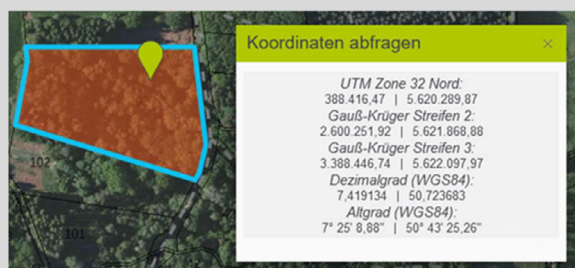 Koordinaten abfragen ×
UTM Zone 32 Nord:
388.416,47 | 5.620.289,87
Gauß-Krüger Streifen 2:
2.600.251,92 | 5.621.868,88
Gauß-Krüger Streifen 3:
3.388.446,74 | 5.622.097,97
Dezimalgrad (WGS84):
7,419134 | 50,723683
Altgrad (WGS84):
7° 25' 8,88" | 50° 43' 25,26"
102
101